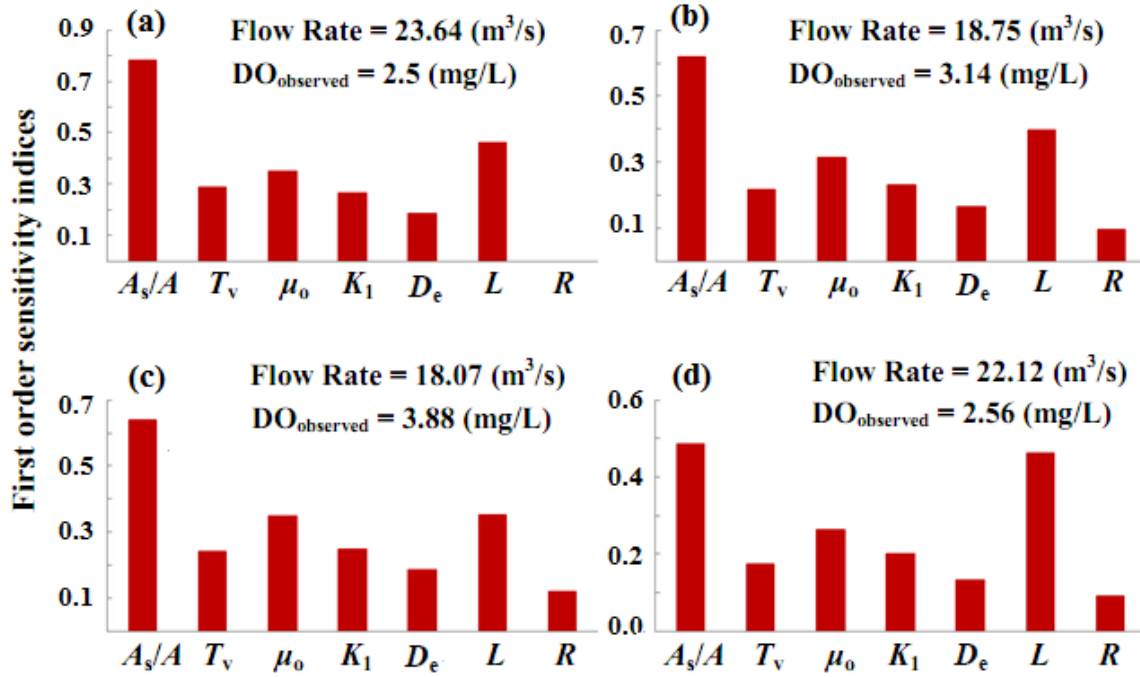 First order sensitivity indices
(a)
Flow Rate = 23.64 (m³/s)
DOobserved = 2.5 (mg/L)
0.9
0.7
0.5
0.3
0.1
As/A Tv μo K1 De L R
(b)
Flow Rate = 18.75 (m³/s)
DOobserved = 3.14 (mg/L)
0.7
0.5
0.3
0.1
As/A Tv μo K1 De L R
(c)
Flow Rate = 18.07 (m³/s)
DOobserved = 3.88 (mg/L)
0.7
0.5
0.3
0.1
As/A Tv μo K1 De L R
(d)
Flow Rate = 22.12 (m³/s)
DOobserved = 2.56 (mg/L)
0.6
0.4
0.2
0.0
As/A Tv μo K1 De L R